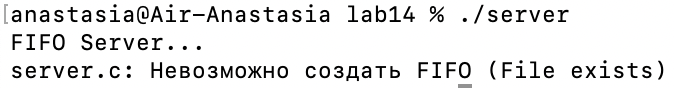 [anastasia@Air-Anastasia lab14 % ./server
FIFO Server...
server.c: Невозможно создать FIFO (File exists)